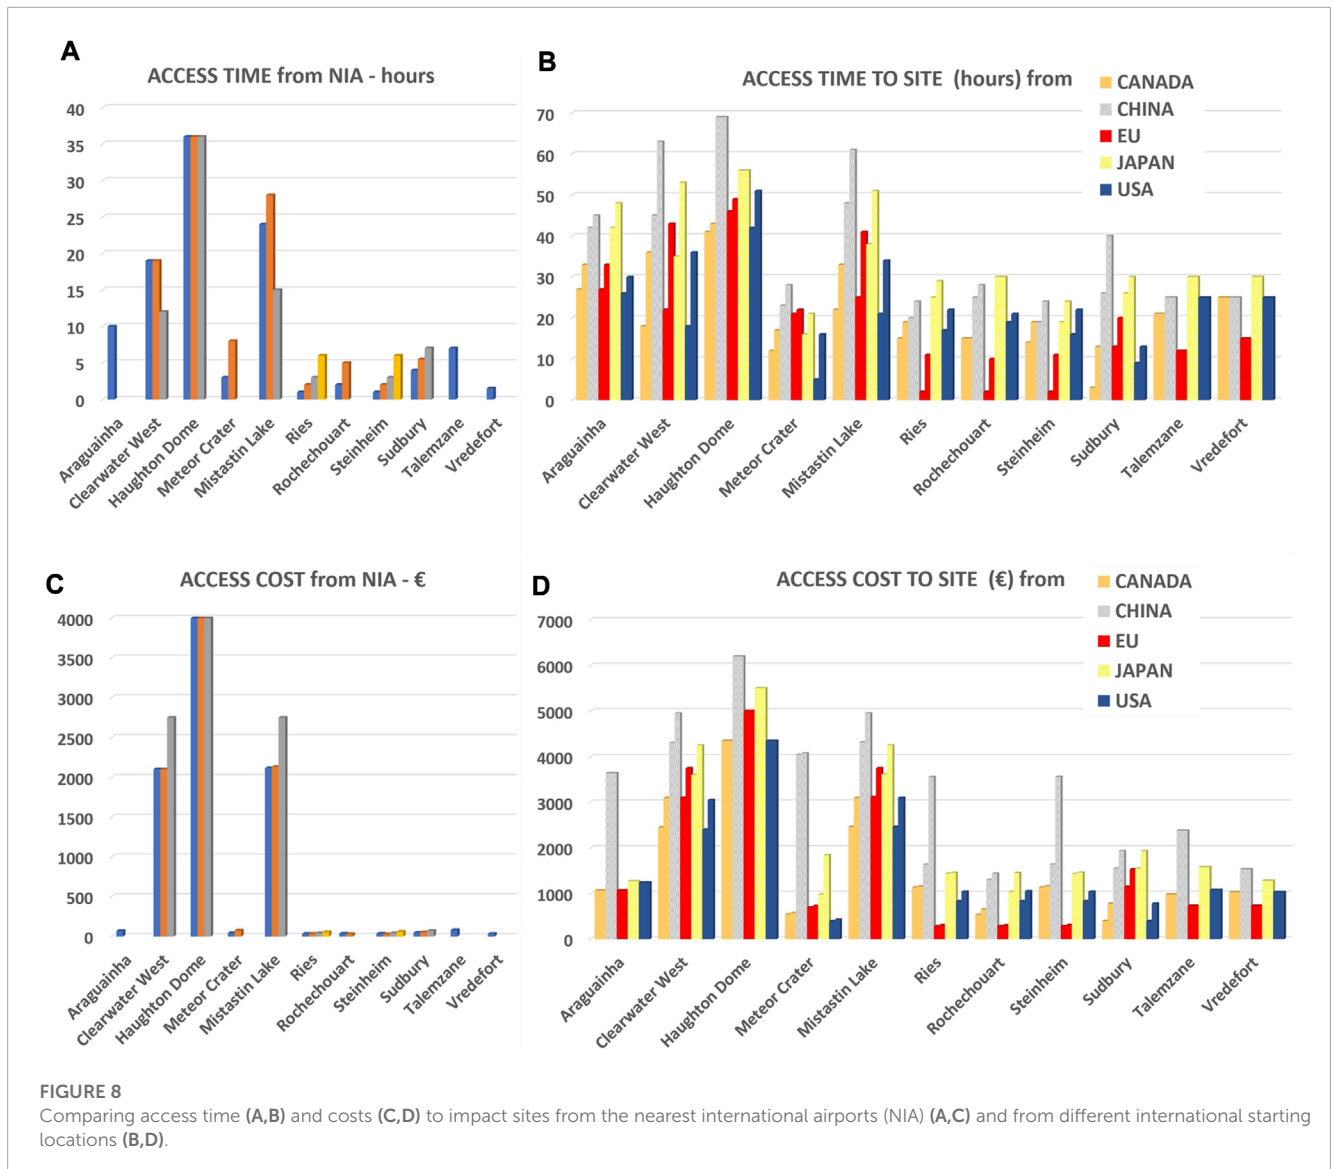 A
ACCESS TIME from NIA - hours
40
35
30
25
20
15
10
5
0
Araguainha
Clearwater West
Haughton Dome
Meteor Crater
Mistastin Lake
Ries
Rochechouart
Steinheim
Sudbury
Talemzane
Vredefort
B
ACCESS TIME TO SITE (hours) from
CANADA
CHINA
EU
JAPAN
USA
70
60
50
40
30
20
10
0
Araguainha
Clearwater West
Haughton Dome
Meteor Crater
Mistastin Lake
Ries
Rochechouart
Steinheim
Sudbury
Talemzane
Vredefort
C
ACCESS COST from NIA - €
4000
3500
3000
2500
2000
1500
1000
500
0
Araguainha
Clearwater West
Haughton Dome
Meteor Crater
Mistastin Lake
Ries
Rochechouart
Steinheim
Sudbury
Talemzane
Vredefort
D
ACCESS COST TO SITE (€) from
CANADA
CHINA
EU
JAPAN
USA
7000
6000
5000
4000
3000
2000
1000
0
Araguainha
Clearwater West
Haughton Dome
Meteor Crater
Mistastin Lake
Ries
Rochechouart
Steinheim
Sudbury
Talemzane
Vredefort
FIGURE 8
Comparing access time (A,B) and costs (C,D) to impact sites from the nearest international airports (NIA) (A,C) and from different international starting
locations (B,D).